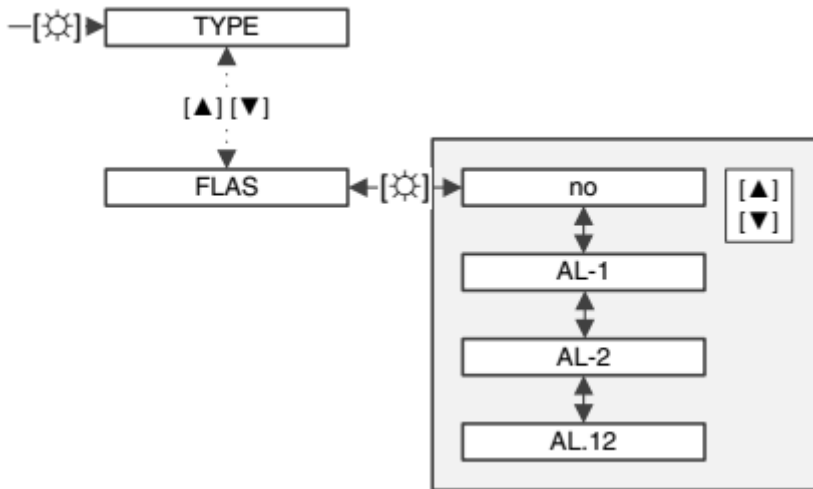 [☼] TYPE
[▲] [▼]
FLAS [☼] no [▲]
[▼]
AL-1
AL-2
AL.12